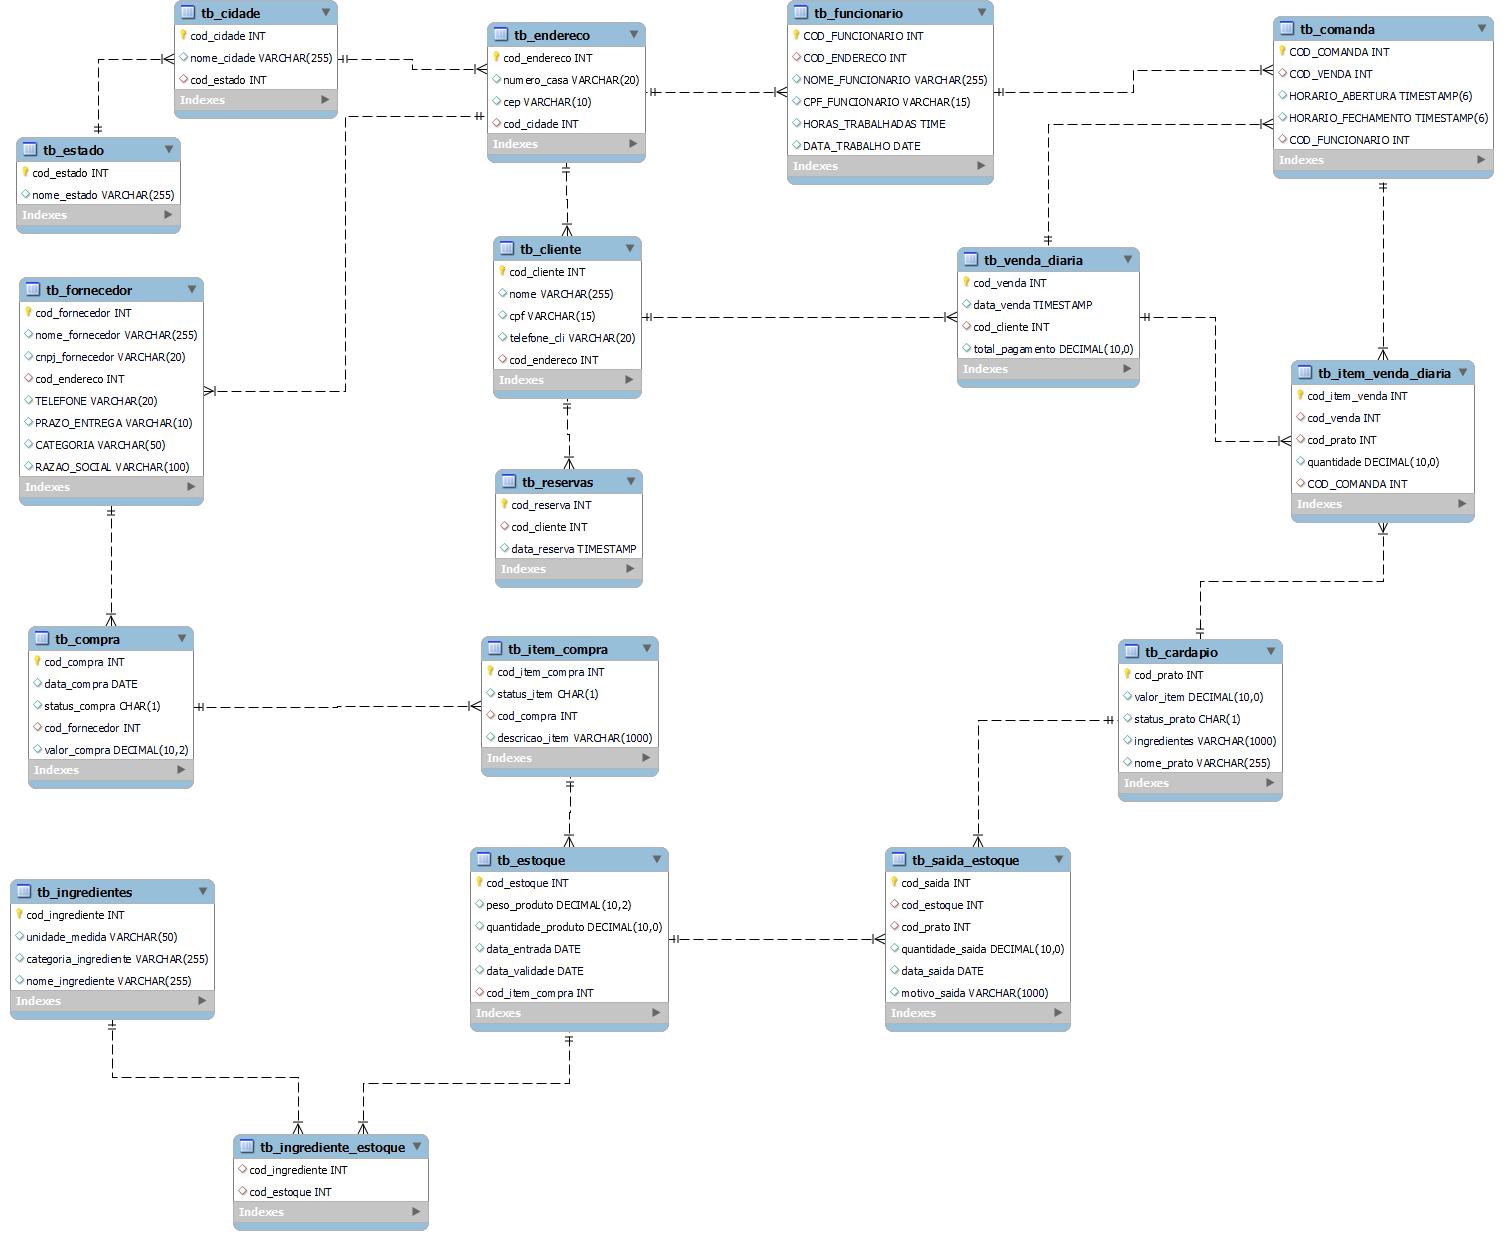 tb_cidade
cod_cidade INT
nome_cidade VARCHAR(255)
cod_estado INT
Indexes
tb_endereco
cod_endereco INT
numero_casa VARCHAR(20)
cep VARCHAR(10)
cod_cidade INT
Indexes
tb_funcionario
COD_FUNCIONARIO INT
COD_ENDERECO INT
NOME_FUNCIONARIO VARCHAR(255)
CPF_FUNCIONARIO VARCHAR(15)
HORAS_TRABALHADAS TIME
DATA_TRABALHO DATE
Indexes
tb_comanda
COD_COMANDA INT
COD_VENDA INT
HORARIO_ABERTURA TIMESTAMP(6)
HORARIO_FECHAMENTO TIMESTAMP(6)
COD_FUNCIONARIO INT
Indexes
tb_estado
cod_estado INT
nome_estado VARCHAR(255)
Indexes
tb_cliente
cod_cliente INT
nome VARCHAR(255)
cpf VARCHAR(15)
telefone_cli VARCHAR(20)
cod_endereco INT
Indexes
tb_venda_diaria
cod_venda INT
data_venda TIMESTAMP
cod_cliente INT
total_pagamento DECIMAL(10,0)
Indexes
tb_fornecedor
cod_fornecedor INT
nome_fornecedor VARCHAR(255)
cnpj_fornecedor VARCHAR(20)
cod_endereco INT
TELEFONE VARCHAR(20)
PRAZO_ENTREGA VARCHAR(10)
CATEGORIA VARCHAR(50)
RAZAO_SOCIAL VARCHAR(100)
Indexes
tb_item_venda_diaria
cod_item_venda INT
cod_venda INT
cod_prato INT
quantidade DECIMAL(10,0)
COD_COMANDA INT
Indexes
tb_reservas
cod_reserva INT
cod_cliente INT
data_reserva TIMESTAMP
Indexes
tb_compra
cod_compra INT
data_compra DATE
status_compra CHAR(1)
cod_fornecedor INT
valor_compra DECIMAL(10,2)
Indexes
tb_item_compra
cod_item_compra INT
status_item CHAR(1)
cod_compra INT
descricao_item VARCHAR(1000)
Indexes
tb_cardapio
cod_prato INT
valor_item DECIMAL(10,0)
status_prato CHAR(1)
ingredientes VARCHAR(1000)
nome_prato VARCHAR(255)
Indexes
tb_ingredientes
cod_ingrediente INT
unidade_medida VARCHAR(50)
categoria_ingrediente VARCHAR(255)
nome_ingrediente VARCHAR(255)
Indexes
tb_estoque
cod_estoque INT
peso_produto DECIMAL(10,2)
quantidade_produto DECIMAL(10,0)
data_entrada DATE
data_validade DATE
cod_item_compra INT
Indexes
tb_saida_estoque
cod_saida INT
cod_estoque INT
cod_prato INT
quantidade_saida DECIMAL(10,0)
data_saida DATE
motivo_saida VARCHAR(1000)
Indexes
tb_ingrediente_estoque
cod_ingrediente INT
cod_estoque INT
Indexes